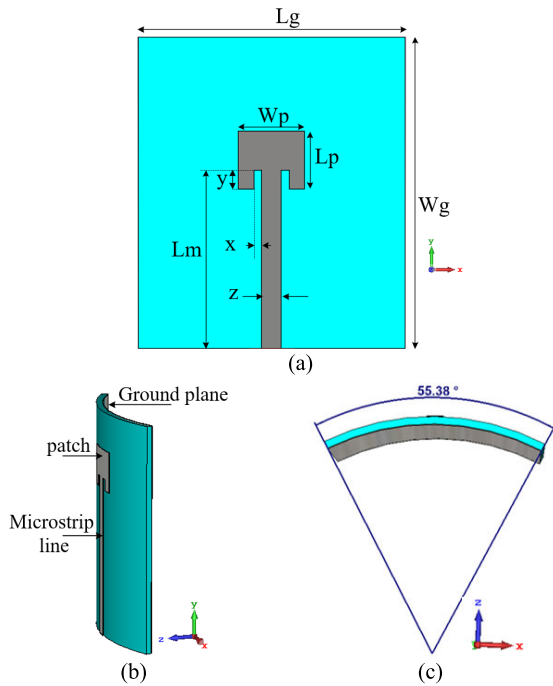 Lg
Wp
Lp
y
Wg
x
Lm
z
y
x
(a)
Ground plane
patch
Microstrip
line
y
z
x
(b)
55.38 °
z
y
x
(c)